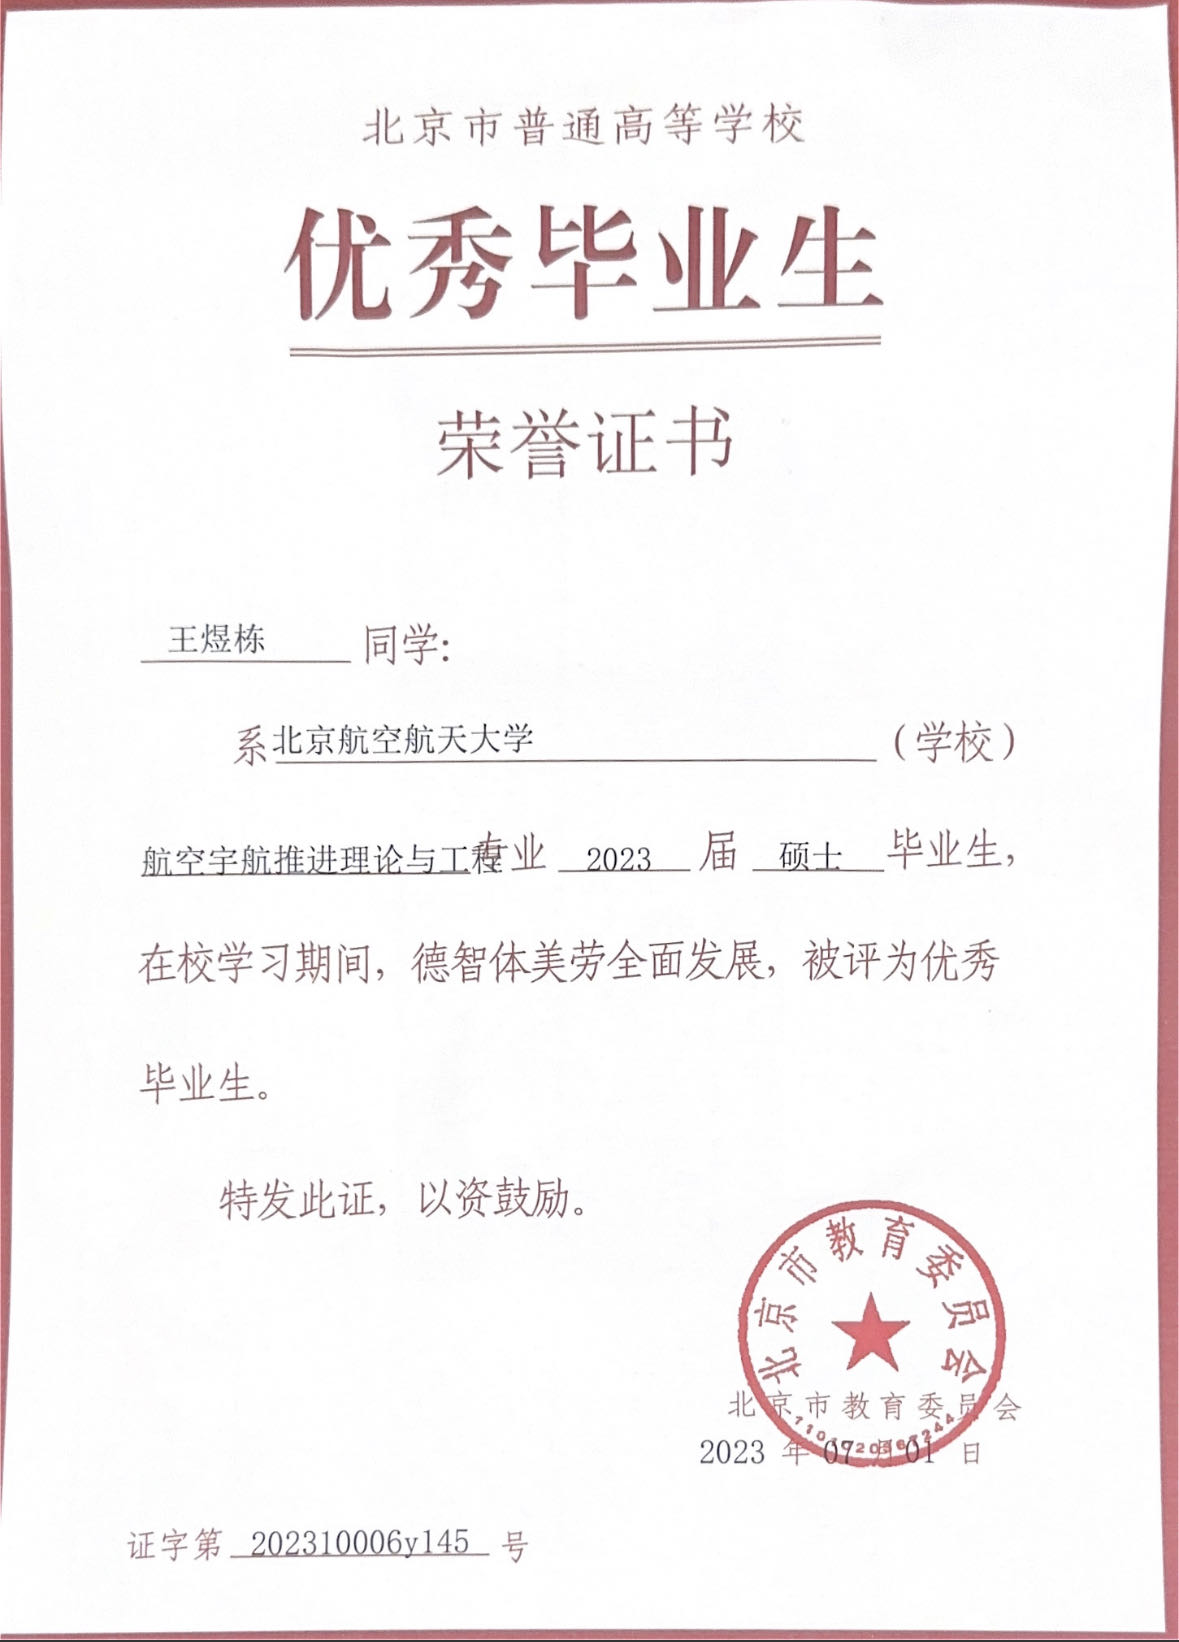 北京市普通高等学校
优秀毕业生
荣誉证书
王煜栋 同学:
系北京航空航天大学（学校）
航空宇航推进理论与工程专业 2023 届 硕士 毕业生，
在校学习期间，德智体美劳全面发展，被评为优秀
毕业生。
特发此证，以资鼓励。
北京市教育委员会
北京市教育委员会
2023 年 07 月 01 日
证字第 202310006y145 号